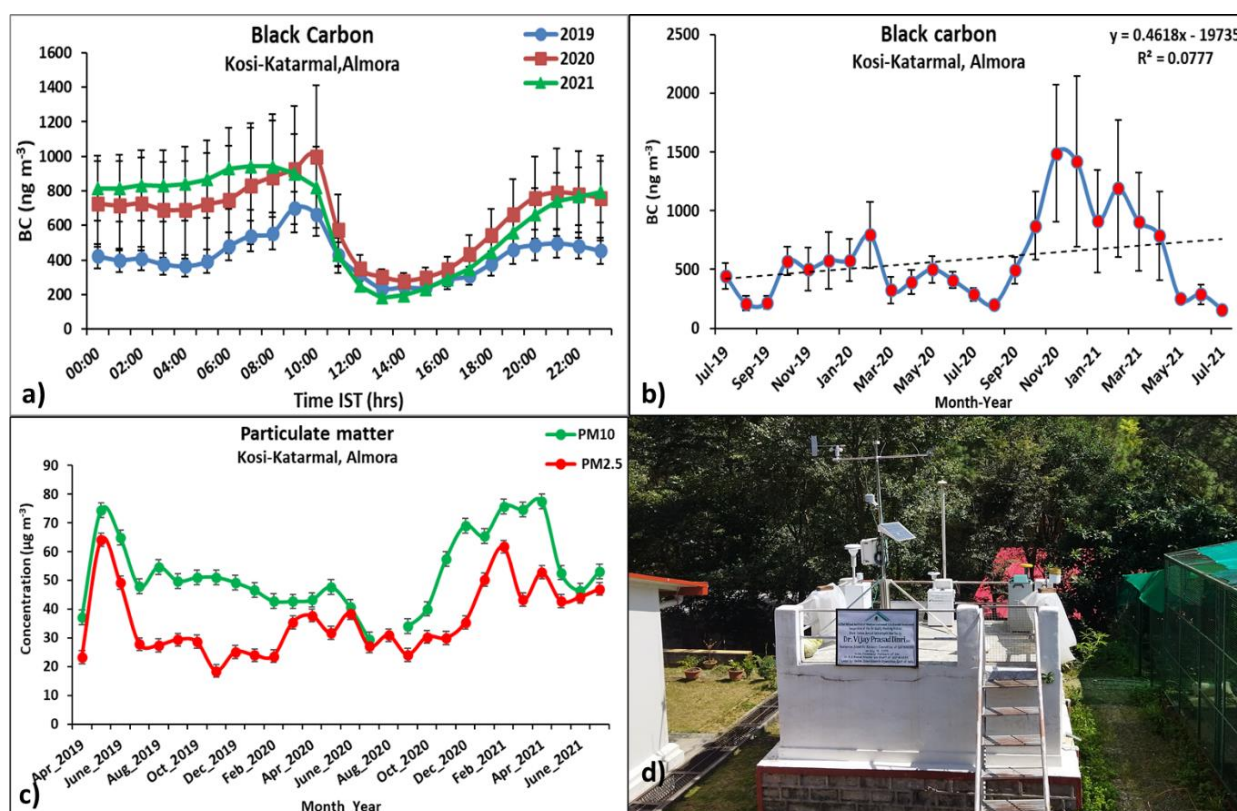 Black Carbon
Kosi-Katarmal,Almora
2019
2020
2021
1600
1400
1200
1000
800
600
400
200
0
BC (ng m⁻³)
00:00
02:00
04:00
06:00
08:00
10:00
12:00
14:00
16:00
18:00
20:00
22:00
Time IST (hrs)
a)
Black carbon
Kosi-Katarmal, Almora
y = 0.4618x - 19735
R² = 0.0777
2500
2000
1500
1000
500
0
BC (ng m⁻³)
Jul-19
Sep-19
Nov-19
Jan-20
Mar-20
May-20
Jul-20
Sep-20
Nov-20
Jan-21
Mar-21
May-21
Jul-21
Month-Year
b)
Particulate matter
Kosi-Katarmal, Almora
PM10
PM2.5
90
80
70
60
50
40
30
20
10
0
Concentration (µg m⁻³)
Apr_2019
June_2019
Aug_2019
Oct_2019
Dec_2019
Feb_2020
Apr_2020
June_2020
Aug_2020
Oct_2020
Dec_2020
Feb_2021
Apr_2021
June_2021
Month_Year
c)
d)